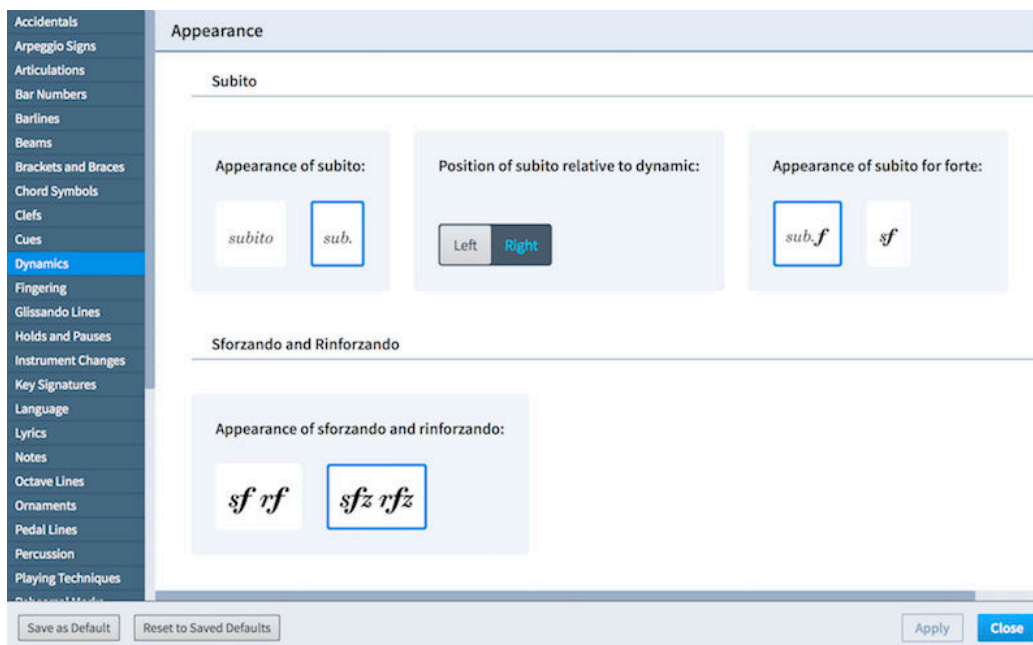 Accidentals
Arpeggio Signs
Articulations
Bar Numbers
Barlines
Beams
Brackets and Braces
Chord Symbols
Clefs
Cues
Dynamics
Fingering
Glissando Lines
Holds and Pauses
Instrument Changes
Key Signatures
Language
Lyrics
Notes
Octave Lines
Ornaments
Pedal Lines
Percussion
Playing Techniques
Appearance
Subito
Appearance of subito:
subito sub.
Position of subito relative to dynamic:
Left Right
Appearance of subito for forte:
sub.f sf
Sforzando and Rinforzando
Appearance of sforzando and rinforzando:
sf rf sfz rfz
Save as Default Reset to Saved Defaults Apply Close